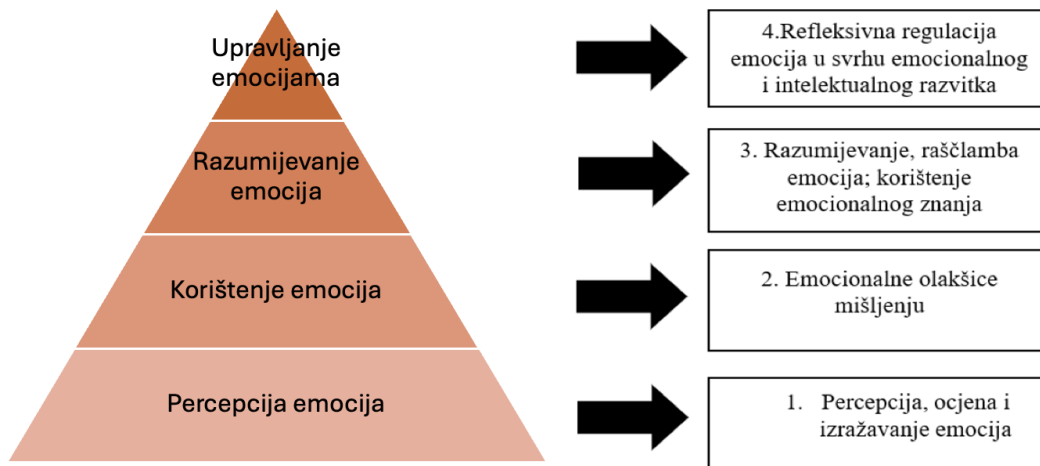 Upravljanje
emocijama
4.Refleksivna regulacija
emocija u svrhu emocionalnog
i intelektualnog razvitka
Razumijevanje
emocija
3. Razumijevanje, raščlamba
emocija; korištenje
emocionalnog znanja
Korištenje emocija
2. Emocionalne olakšice
mišljenju
Percepcija emocija
1. Percepcija, ocjena i
izražavanje emocija